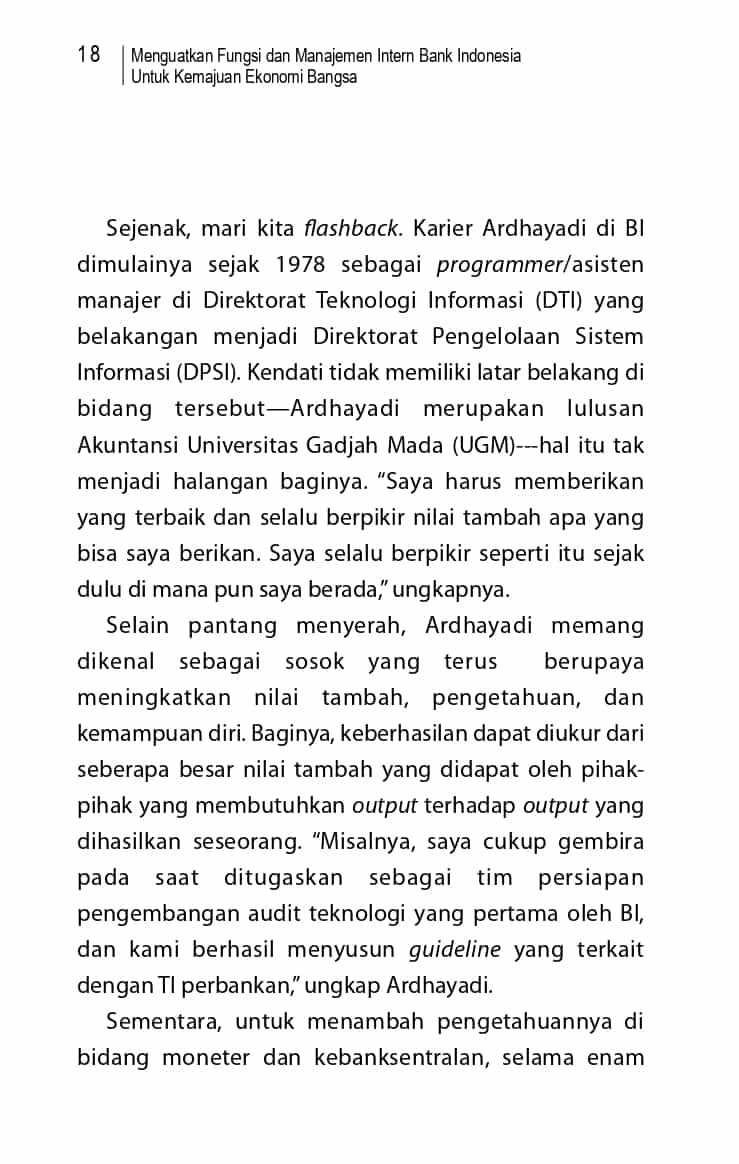 18
Menguatkan Fungsi dan Manajemen Intern Bank Indonesia
Untuk Kemajuan Ekonomi Bangsa
Sejenak, mari kita flashback. Karier Ardhayadi di BI
dimulainya sejak 1978 sebagai programmer/asisten
manajer di Direktorat Teknologi Informasi (DTI) yang
belakangan menjadi Direktorat Pengelolaan Sistem
Informasi (DPSI). Kendati tidak memiliki latar belakang di
bidang tersebut—Ardhayadi merupakan lulusan
Akuntansi Universitas Gadjah Mada (UGM)---hal itu tak
menjadi halangan baginya. “Saya harus memberikan
yang terbaik dan selalu berpikir nilai tambah apa yang
bisa saya berikan. Saya selalu berpikir seperti itu sejak
dulu di mana pun saya berada,” ungkapnya.
Selain pantang menyerah, Ardhayadi memang
dikenal sebagai sosok yang terus berupaya
meningkatkan nilai tambah, pengetahuan, dan
kemampuan diri. Baginya, keberhasilan dapat diukur dari
seberapa besar nilai tambah yang didapat oleh pihak-
pihak yang membutuhkan output terhadap output yang
dihasilkan seseorang. “Misalnya, saya cukup gembira
pada saat ditugaskan sebagai tim persiapan
pengembangan audit teknologi yang pertama oleh BI,
dan kami berhasil menyusun guideline yang terkait
dengan TI perbankan,” ungkap Ardhayadi.
Sementara, untuk menambah pengetahuannya di
bidang moneter dan kebanksentralan, selama enam